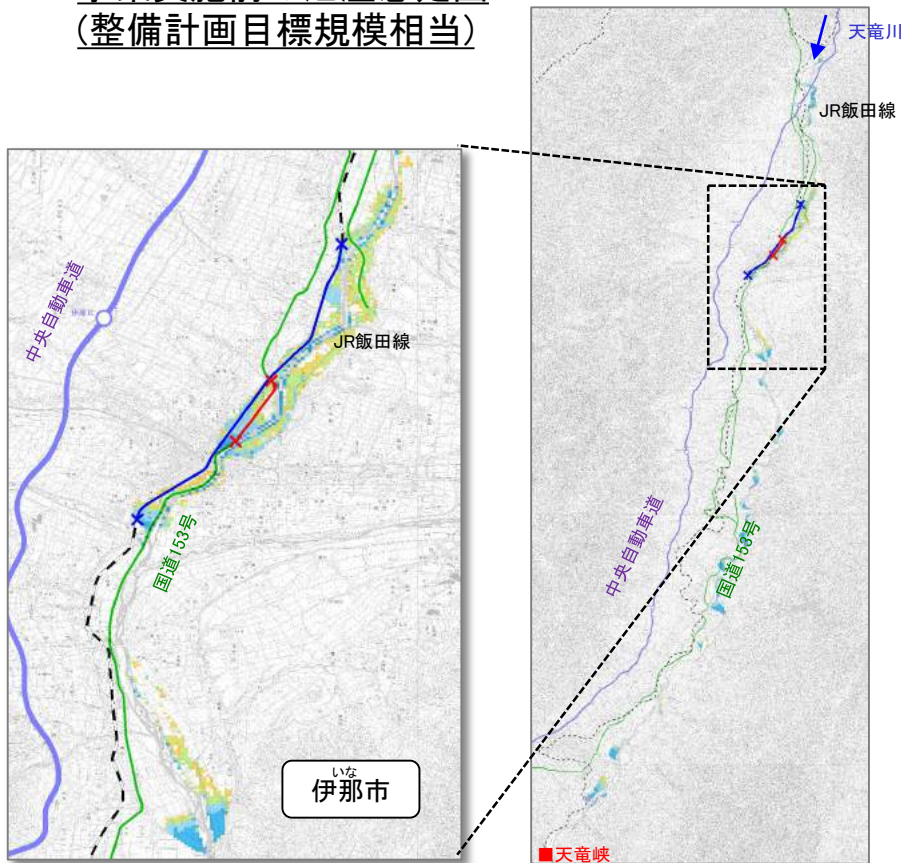 (整備計画目標規模相当)
天竜川
JR飯田線
中央自動車道
JR飯田線
国道153号
いな
伊那市
中央自動車道
国道153号
■天竜峡